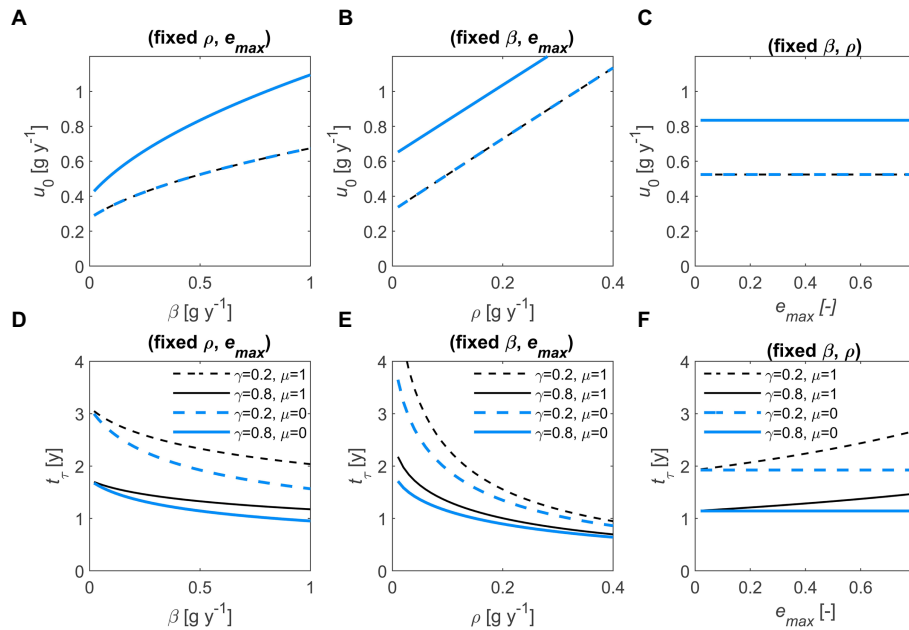 A
(fixed ρ, e_max)
u_0 [g y^-1]
1
0.8
0.6
0.4
0.2
0
0 0.5 1
β [g y^-1]
B
(fixed β, e_max)
u_0 [g y^-1]
1
0.8
0.6
0.4
0.2
0
0 0.2 0.4
ρ [g y^-1]
C
(fixed β, ρ)
u_0 [g y^-1]
1
0.8
0.6
0.4
0.2
0
0 0.2 0.4 0.6
e_max [-]
D
(fixed ρ, e_max)
γ=0.2, μ=1
γ=0.8, μ=1
γ=0.2, μ=0
γ=0.8, μ=0
t_τ [y]
4
3
2
1
0
0 0.5 1
β [g y^-1]
E
(fixed β, e_max)
γ=0.2, μ=1
γ=0.8, μ=1
γ=0.2, μ=0
γ=0.8, μ=0
t_τ [y]
4
3
2
1
0
0 0.2 0.4
ρ [g y^-1]
F
(fixed β, ρ)
γ=0.2, μ=1
γ=0.8, μ=1
γ=0.2, μ=0
γ=0.8, μ=0
t_τ [y]
4
3
2
1
0
0 0.2 0.4 0.6
e_max [-]